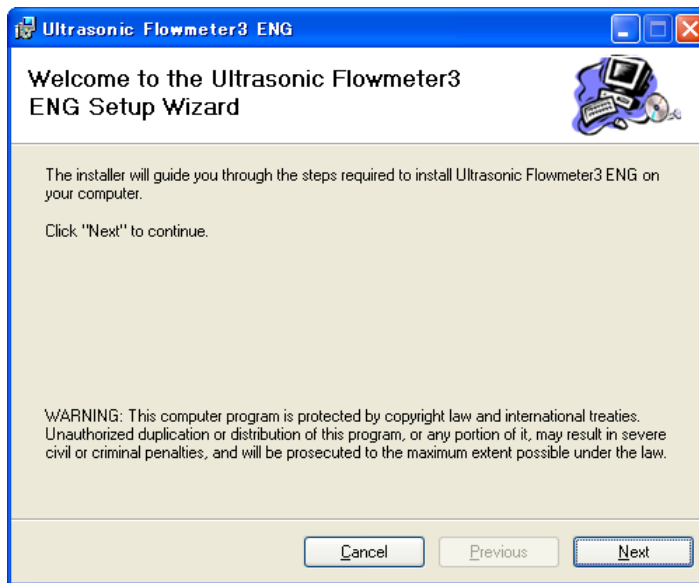 Ultrasonic Flowmeter3 ENG
Welcome to the Ultrasonic Flowmeter3
ENG Setup Wizard
The installer will guide you through the steps required to install Ultrasonic Flowmeter3 ENG on
your computer.
Click "Next" to continue.
WARNING: This computer program is protected by copyright law and international treaties.
Unauthorized duplication or distribution of this program, or any portion of it, may result in severe
civil or criminal penalties, and will be prosecuted to the maximum extent possible under the law.
Cancel Previous Next